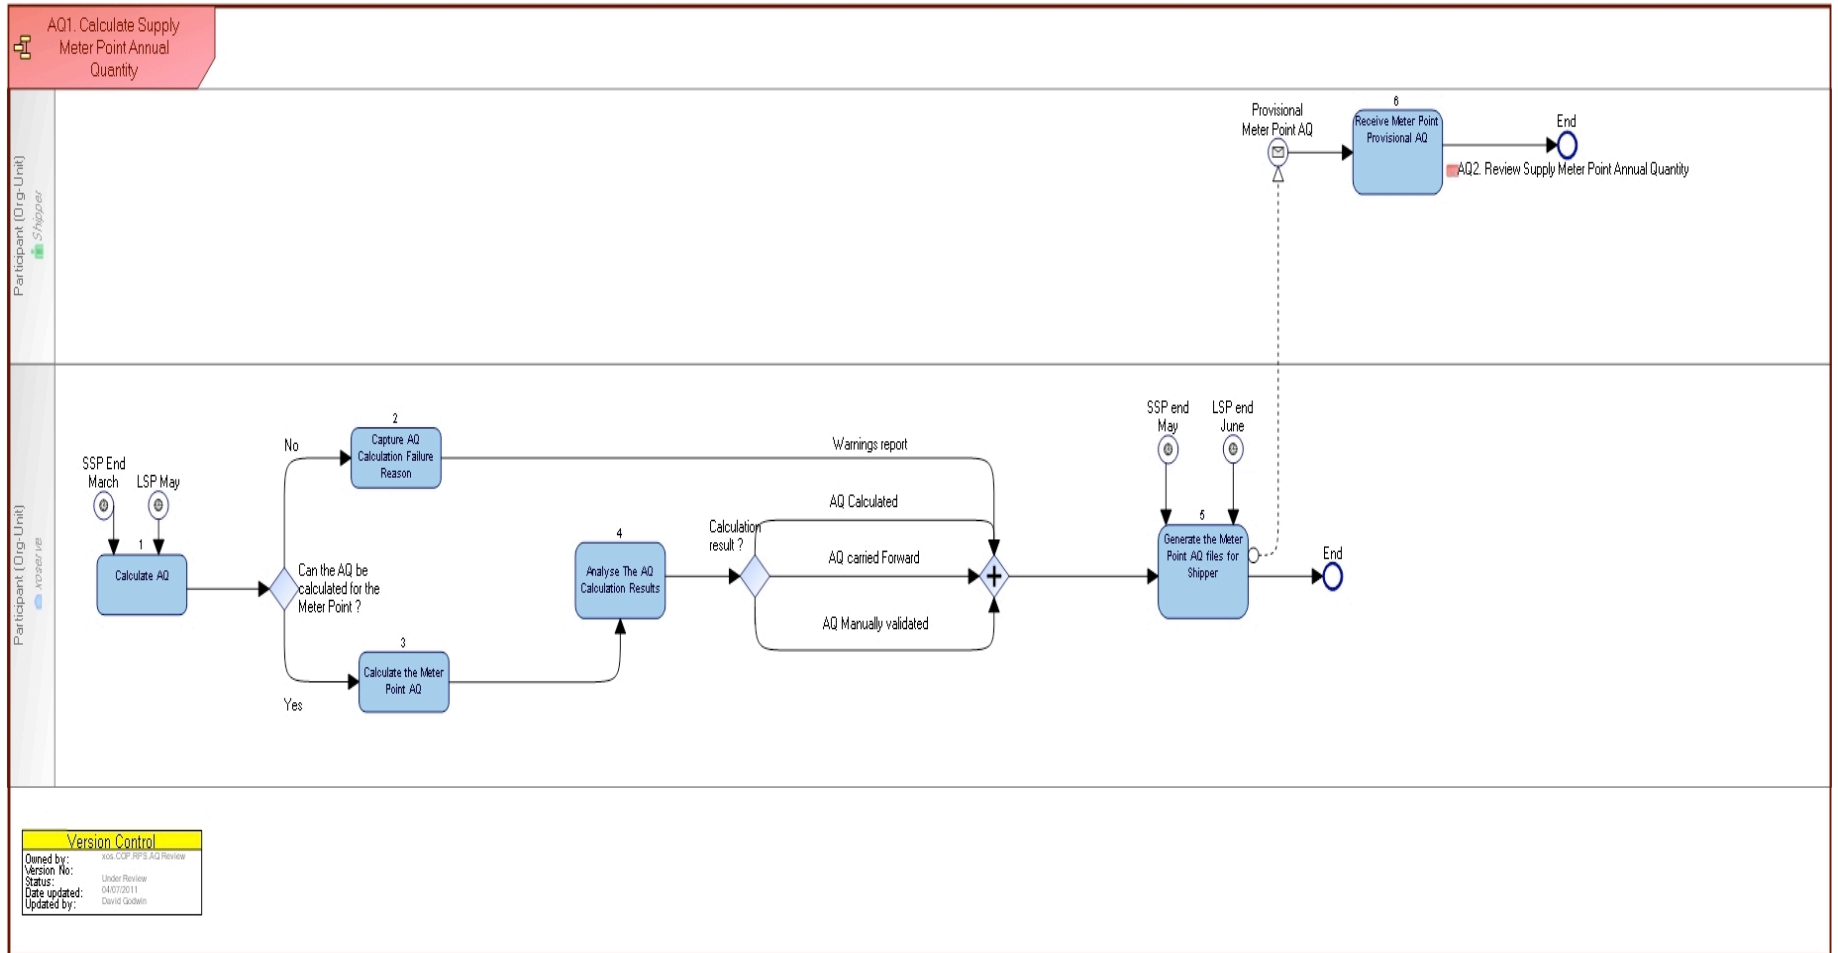 AQ1. Calculate Supply
Meter Point Annual
Quantity
Participant (Org-Unit)
Shipper
Provisional
Meter Point AQ
6
Receive Meter Point
Provisional AQ
End
AQ2. Review Supply Meter Point Annual Quantity
Participant (Org-Unit)
xoserve
SSP End
March
LSP May
1
Calculate AQ
No
Can the AQ be
calculated for the
Meter Point ?
Yes
2
Capture AQ
Calculation Failure
Reason
3
Calculate the Meter
Point AQ
4
Analyse The AQ
Calculation Results
Calculation
result ?
Warnings report
AQ Calculated
AQ carried Forward
AQ Manually validated
SSP end
May
LSP end
June
5
Generate the Meter
Point AQ files for
Shipper
End
Version Control
Owned by: xos.COP.RPS.AQ Review
Version No:
Status: Under Review
Date updated: 04/07/2011
Updated by: David Godwin